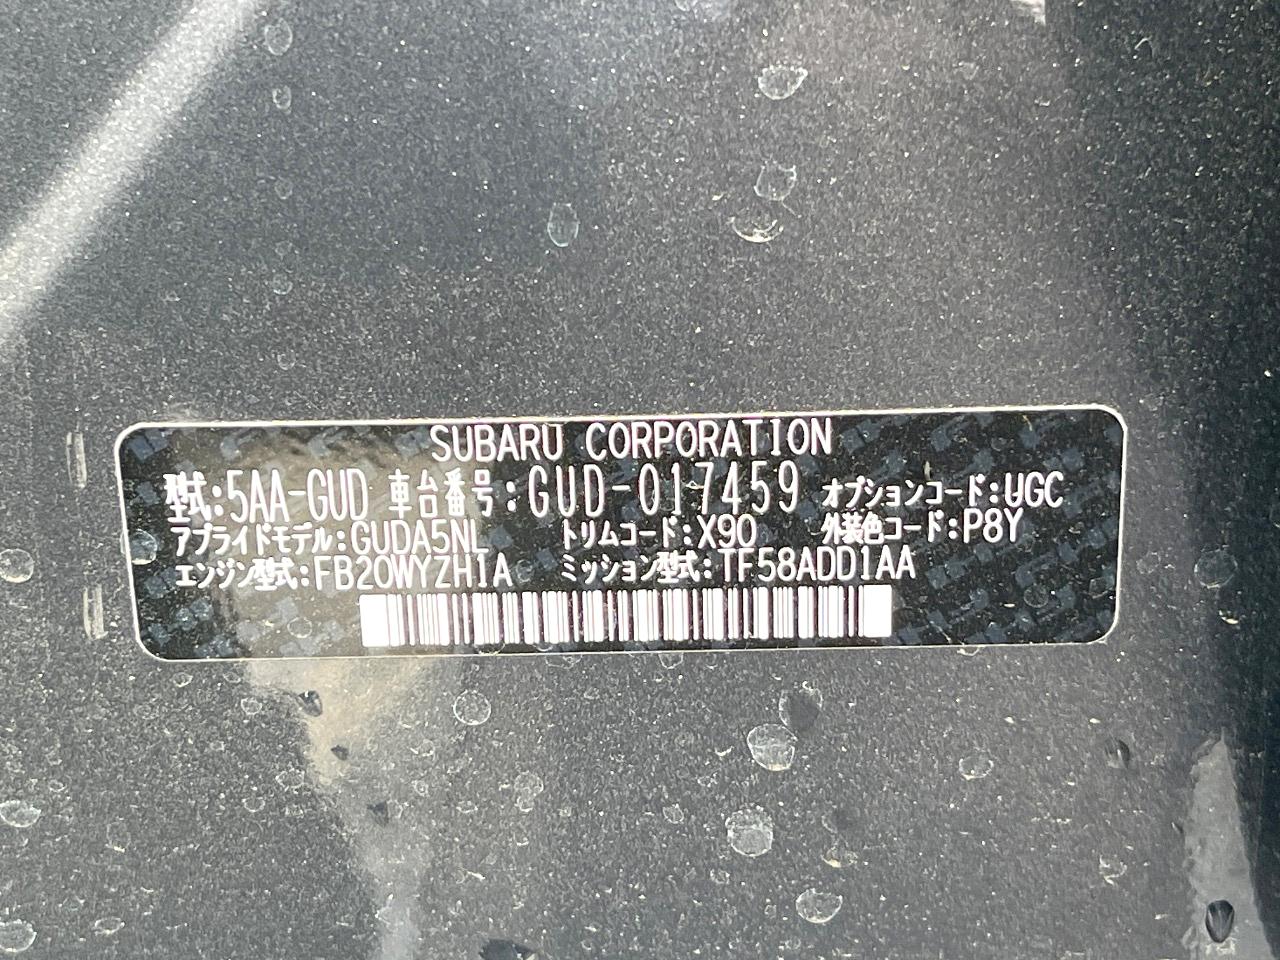 SUBARU CORPORATION
型式:5AA-GUD 車台番号:GUD-017459 オプションコード:UGC
アプライドモデル:GUDA5NL トリムコード:X90 外装色コード:P8Y
エンジン型式:FB20WYZH1A ミッション型式:TF58ADD1AA